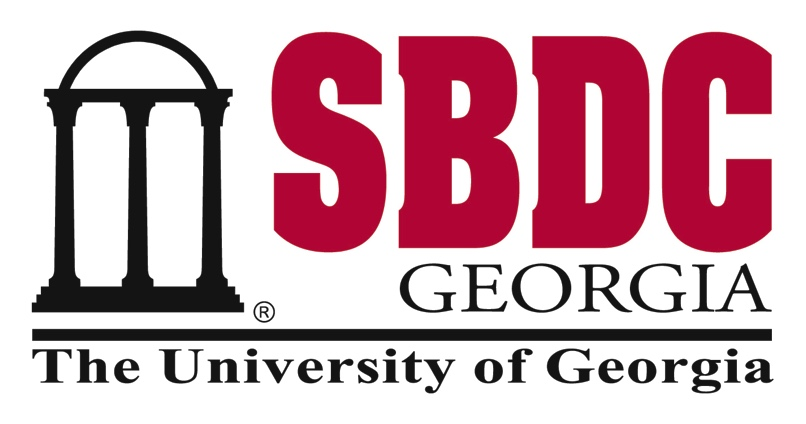 SBDC
GEORGIA
®
The University of Georgia